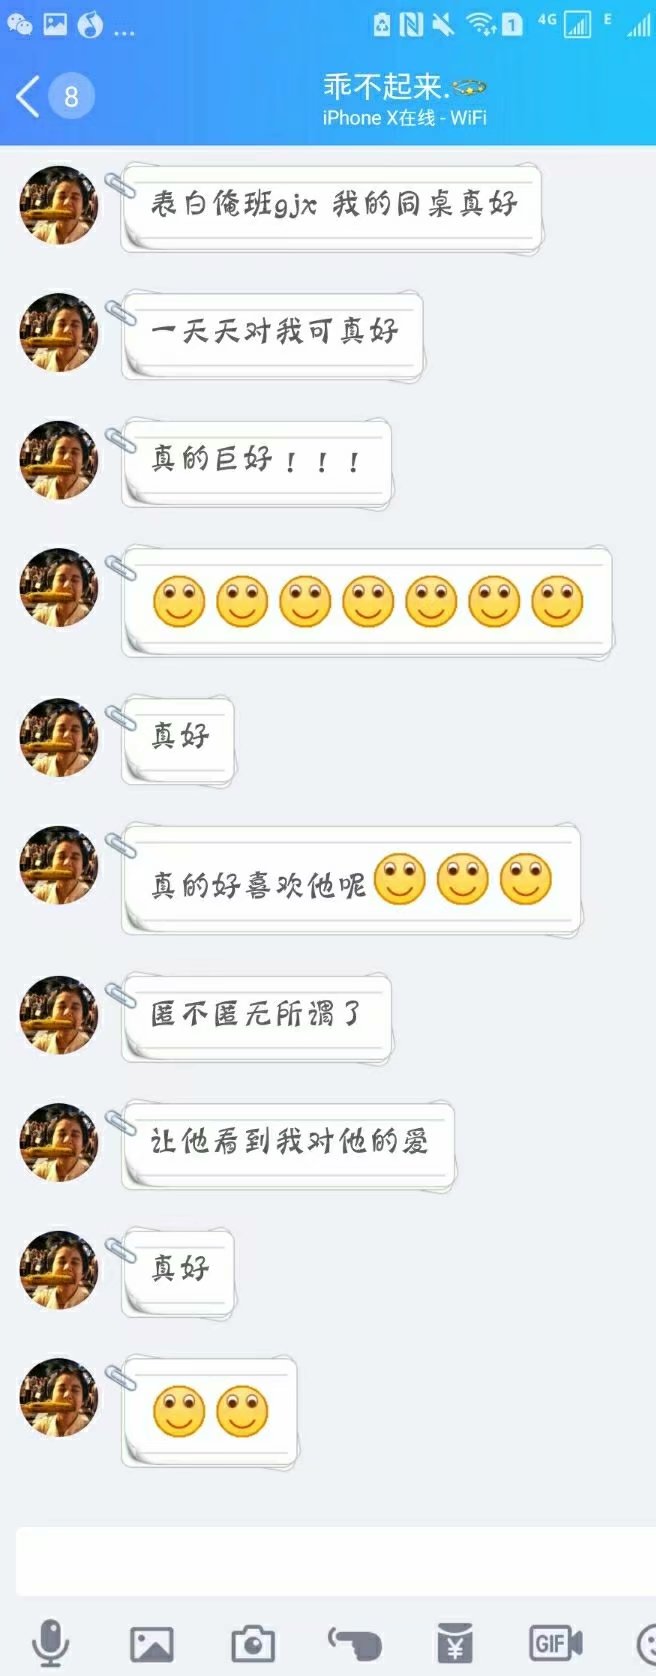 ... 1 4G E
8
乖不起来.💫
iPhone X在线 - WiFi
表白俺班gjx 我的同桌真好
一天天对我可真好
真的巨好！！！
真好
真的好喜欢他呢
匿不匿无所谓了
让他看到我对他的爱
真好
GIF